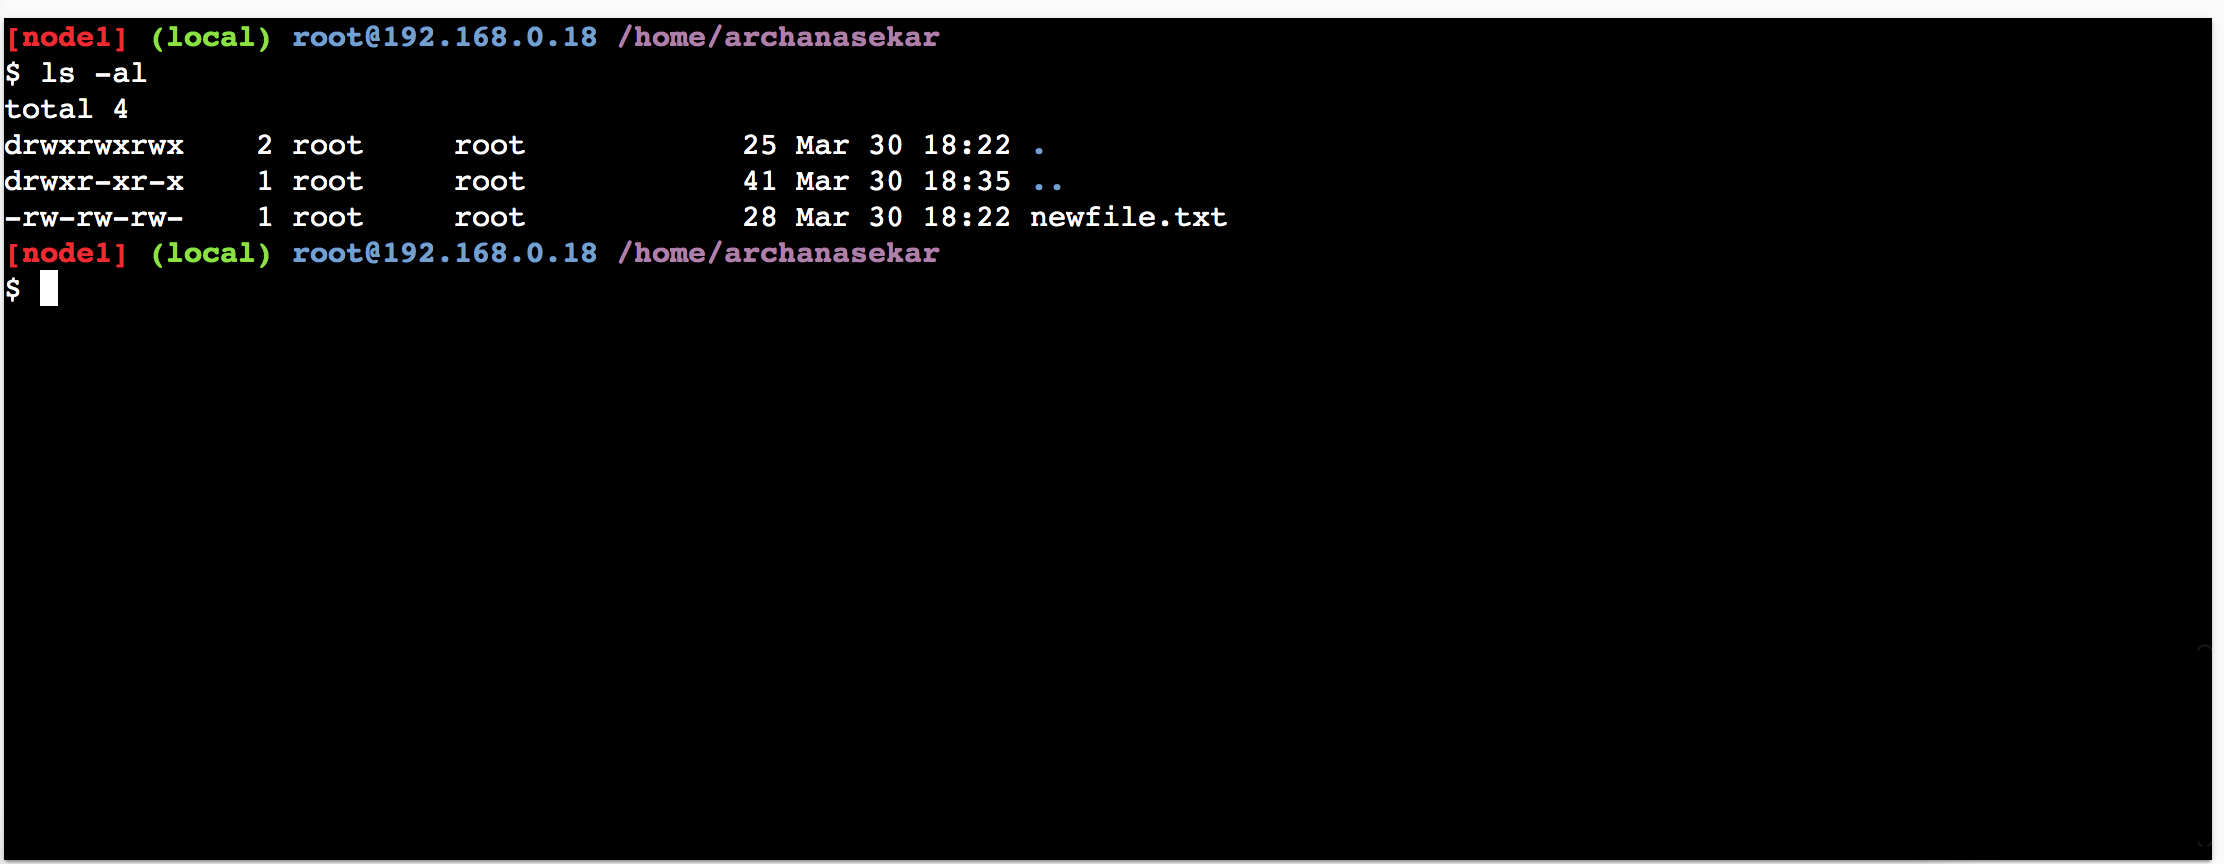 [node1] (local) root@192.168.0.18 /home/archanasekar
$ ls -al
total 4
drwxrwxrwx    2 root     root            25 Mar 30 18:22 .
drwxr-xr-x    1 root     root            41 Mar 30 18:35 ..
-rw-rw-rw-    1 root     root            28 Mar 30 18:22 newfile.txt
[node1] (local) root@192.168.0.18 /home/archanasekar
$